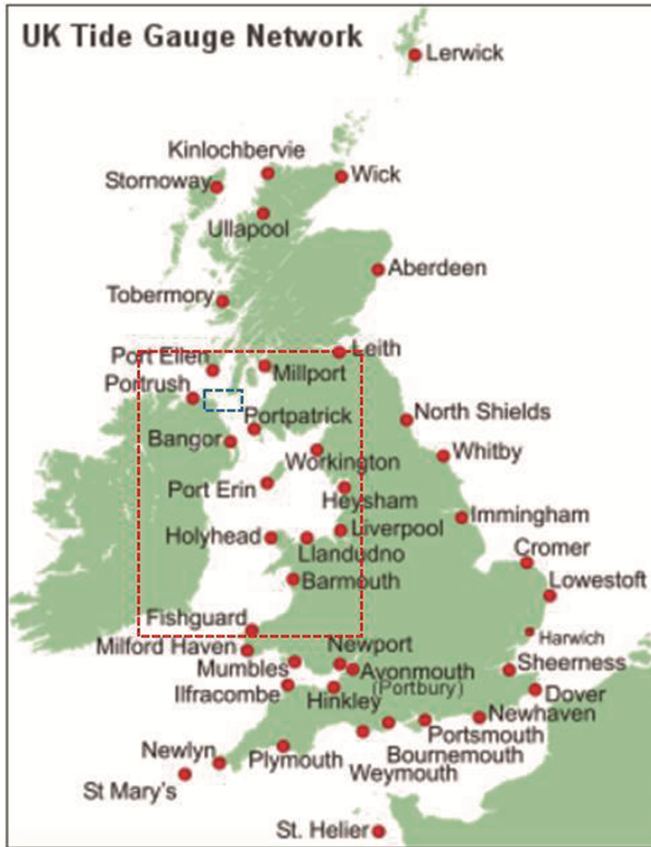 UK Tide Gauge Network
Lerwick
Kinlochbervie
Stornoway
Wick
Ullapool
Aberdeen
Tobermory
Leith
Port Ellen
Millport
Portrush
Portpatrick
North Shields
Bangor
Workington
Whitby
Port Erin
Heysham
Immingham
Holyhead
Liverpool
Llandudno
Cromer
Barmouth
Lowestoft
Fishguard
Harwich
Milford Haven
Newport
Mumbles
Avonmouth
(Portbury)
Sheerness
Ilfracombe
Hinkley
Dover
Newhaven
Portsmouth
Newlyn
Plymouth
Bournemouth
Weymouth
St Mary's
St. Helier